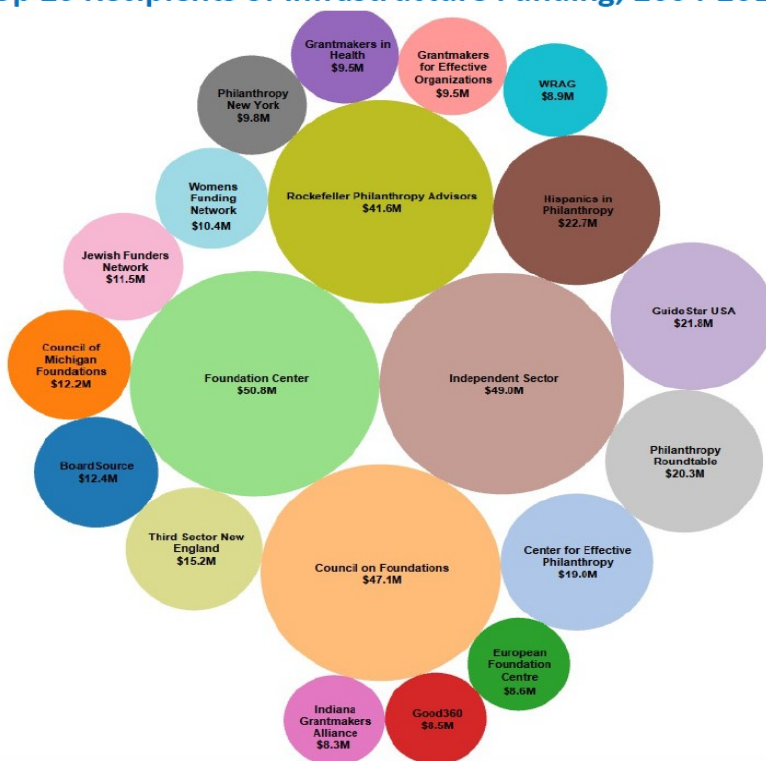 Recipients of Infrastructure Funding,
Grantmakers in
Health
$9.5M
Grantmakers
for Effective
Organizations
$9.5M
WRAG
$8.9M
Philanthropy
New York
$9.8M
Rockefeller Philanthropy Advisors
$41.6M
Hispanics in
Philanthropy
$22.7M
Womens
Funding
Network
$10.4M
Jewish Funders
Network
$11.5M
GuideStar USA
$21.8M
Council of
Michigan
Foundations
$12.2M
Foundation Center
$50.8M
Independent Sector
$49.0M
Philanthropy
Roundtable
$20.3M
BoardSource
$12.4M
Third Sector New
England
$15.2M
Council on Foundations
$47.1M
Center for Effective
Philanthropy
$19.0M
European
Foundation
Centre
$8.6M
Indiana
Grantmakers
Alliance
$8.3M
Good360
$8.5M